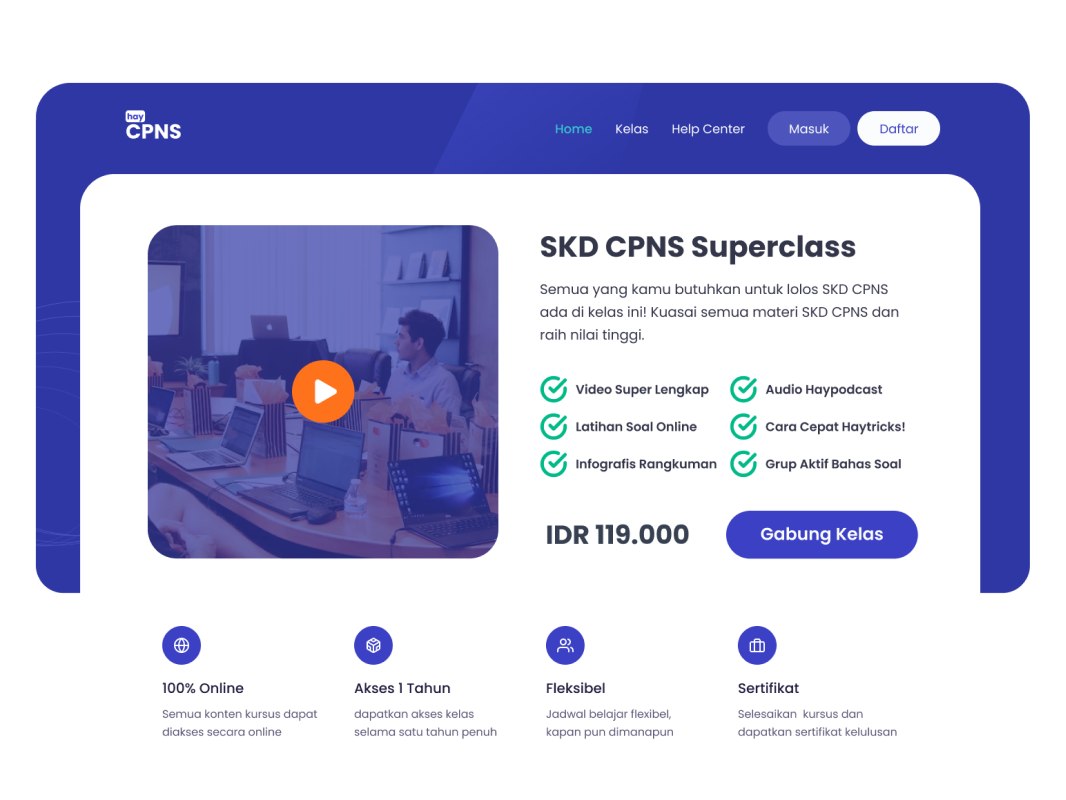 hay
CPNS
Home
Kelas
Help Center
Masuk
Daftar
SKD CPNS Superclass
Semua yang kamu butuhkan untuk lolos SKD CPNS
ada di kelas ini! Kuasai semua materi SKD CPNS dan
raih nilai tinggi.
Video Super Lengkap
Audio Haypodcast
Latihan Soal Online
Cara Cepat Haytricks!
Infografis Rangkuman
Grup Aktif Bahas Soal
IDR 119.000
Gabung Kelas
100% Online
Semua konten kursus dapat
diakses secara online
Akses 1 Tahun
dapatkan akses kelas
selama satu tahun penuh
Fleksibel
Jadwal belajar flexibel,
kapan pun dimanapun
Sertifikat
Selesaikan  kursus dan
dapatkan sertifikat kelulusan